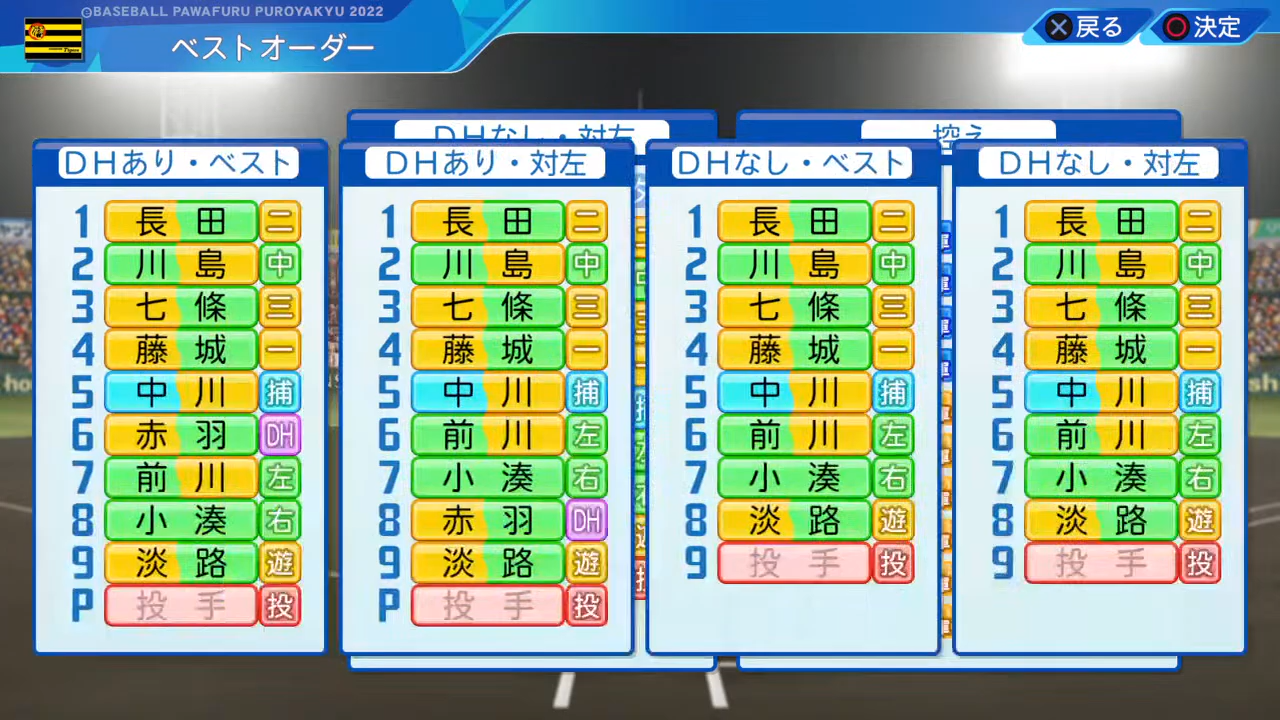 ©BASEBALL PAWAFURU PUROYAKYU 2022
ベストオーダー
戻る
決定
DHなし・対左
控え
DHあり・ベスト
1 長田 二
2 川島 中
3 七條 三
4 藤城 一
5 中川 捕
6 赤羽 DH
7 前川 左
8 小湊 右
9 淡路 遊
P 投手 投
DHあり・対左
1 長田 二
2 川島 中
3 七條 三
4 藤城 一
5 中川 捕
6 前川 左
7 小湊 右
8 赤羽 DH
9 淡路 遊
P 投手 投
DHなし・ベスト
1 長田 二
2 川島 中
3 七條 三
4 藤城 一
5 中川 捕
6 前川 左
7 小湊 右
8 淡路 遊
9 投手 投
DHなし・対左
1 長田 二
2 川島 中
3 七條 三
4 藤城 一
5 中川 捕
6 前川 左
7 小湊 右
8 淡路 遊
9 投手 投